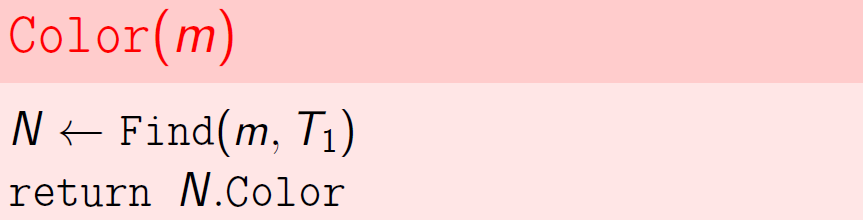 Color(m)
N ← Find(m, T₁)
return N.Color